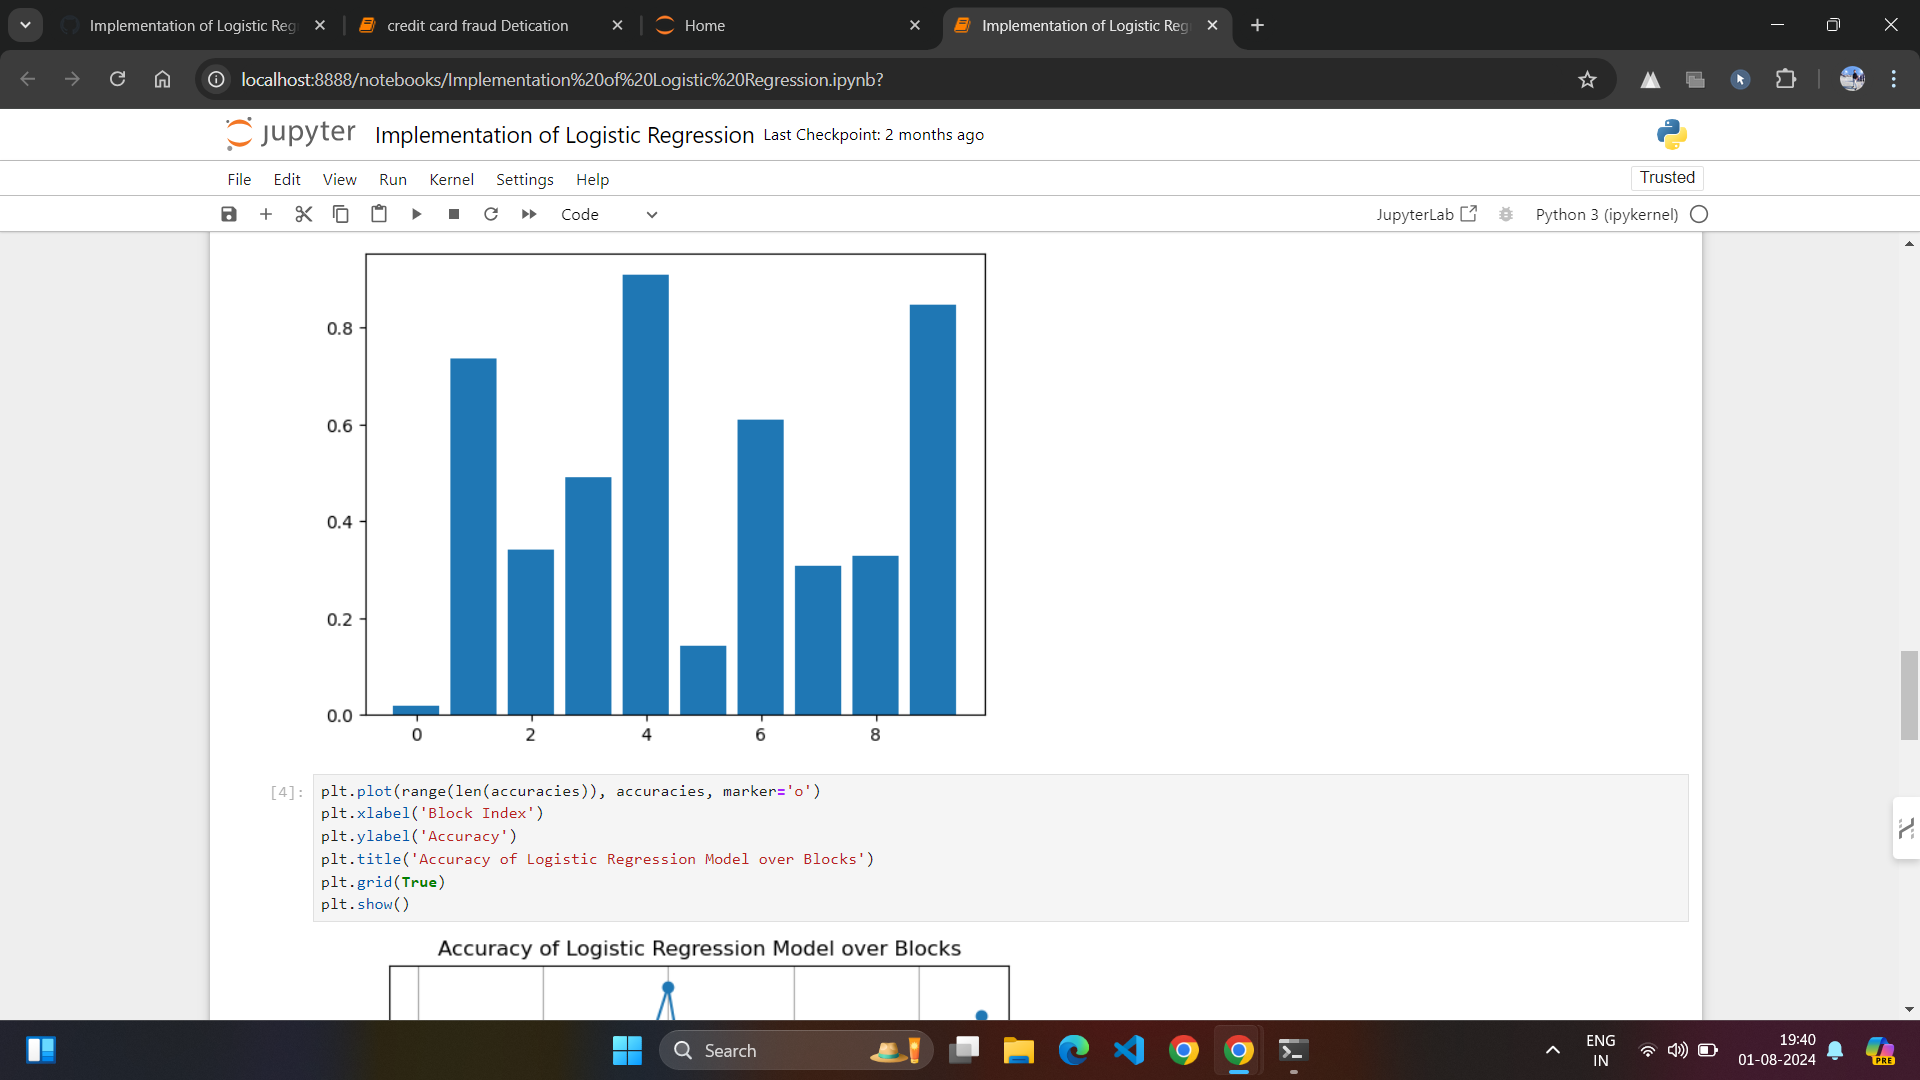 Implementation of Logistic Reg
credit card fraud Detication
Home
Implementation of Logistic Reg
localhost:8888/notebooks/Implementation%20of%20Logistic%20Regression.ipynb?
jupyter
Implementation of Logistic Regression
Last Checkpoint: 2 months ago
File
Edit
View
Run
Kernel
Settings
Help
Trusted
Code
JupyterLab
Python 3 (ipykernel)
0.8
0.6
0.4
0.2
0.0
0 2 4 6 8
[4]:
plt.plot(range(len(accuracies)), accuracies, marker='o')
plt.xlabel('Block Index')
plt.ylabel('Accuracy')
plt.title('Accuracy of Logistic Regression Model over Blocks')
plt.grid(True)
plt.show()
Accuracy of Logistic Regression Model over Blocks
Search
ENG
IN
19:40
01-08-2024
PRE